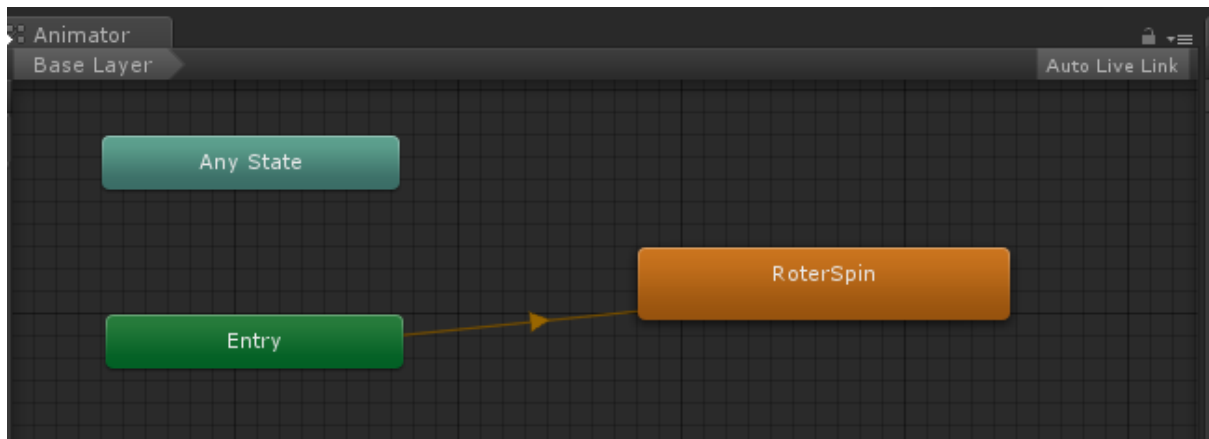 Animator
Base Layer
Auto Live Link
Any State
RoterSpin
Entry